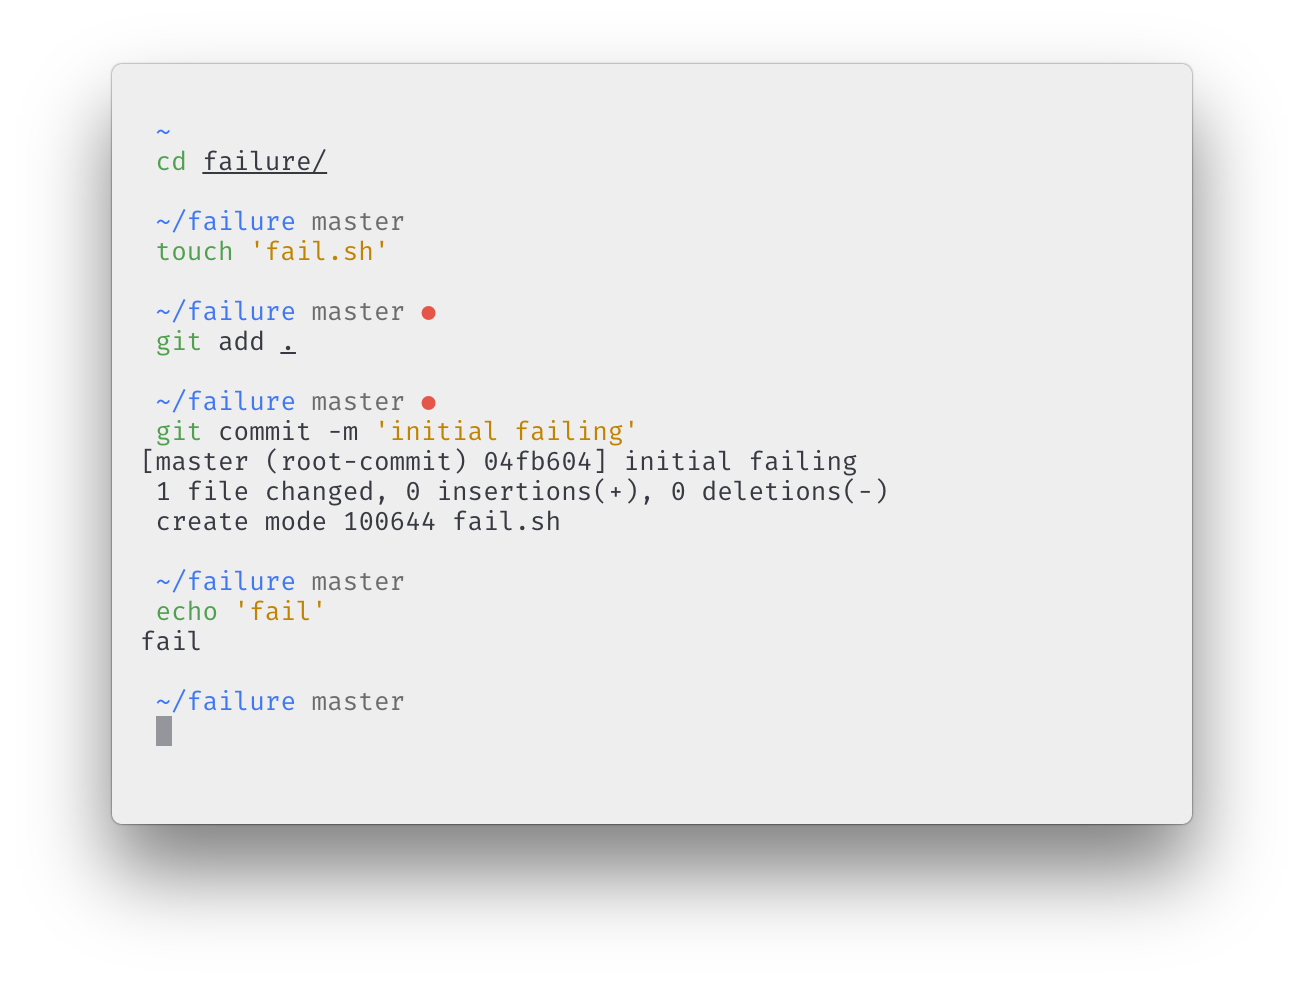 ~
cd failure/
~/failure master
touch 'fail.sh'
~/failure master ●
git add .
~/failure master ●
git commit -m 'initial failing'
[master (root-commit) 04fb604] initial failing
1 file changed, 0 insertions(+), 0 deletions(-)
create mode 100644 fail.sh
~/failure master
echo 'fail'
fail
~/failure master